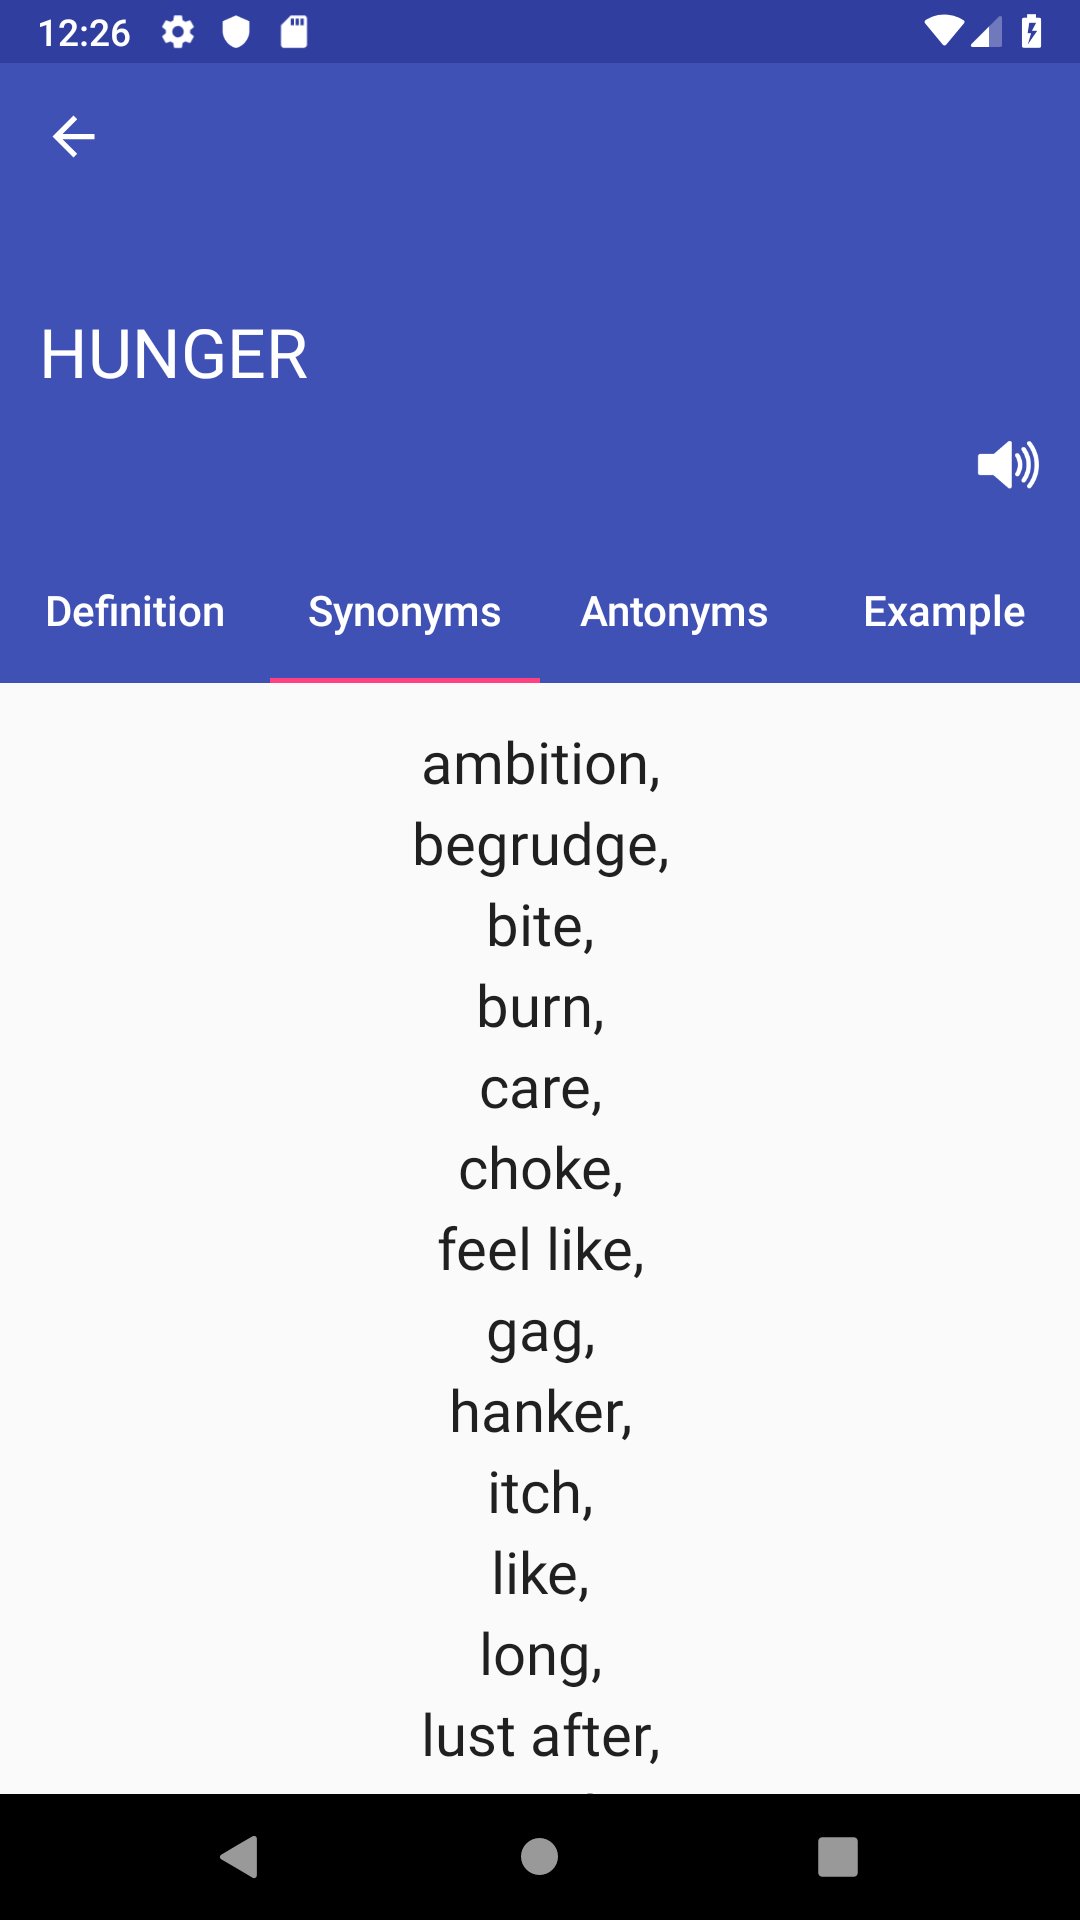 12:26
HUNGER
Definition Synonyms Antonyms Example
ambition,
begrudge,
bite,
burn,
care,
choke,
feel like,
gag,
hanker,
itch,
like,
long,
lust after,